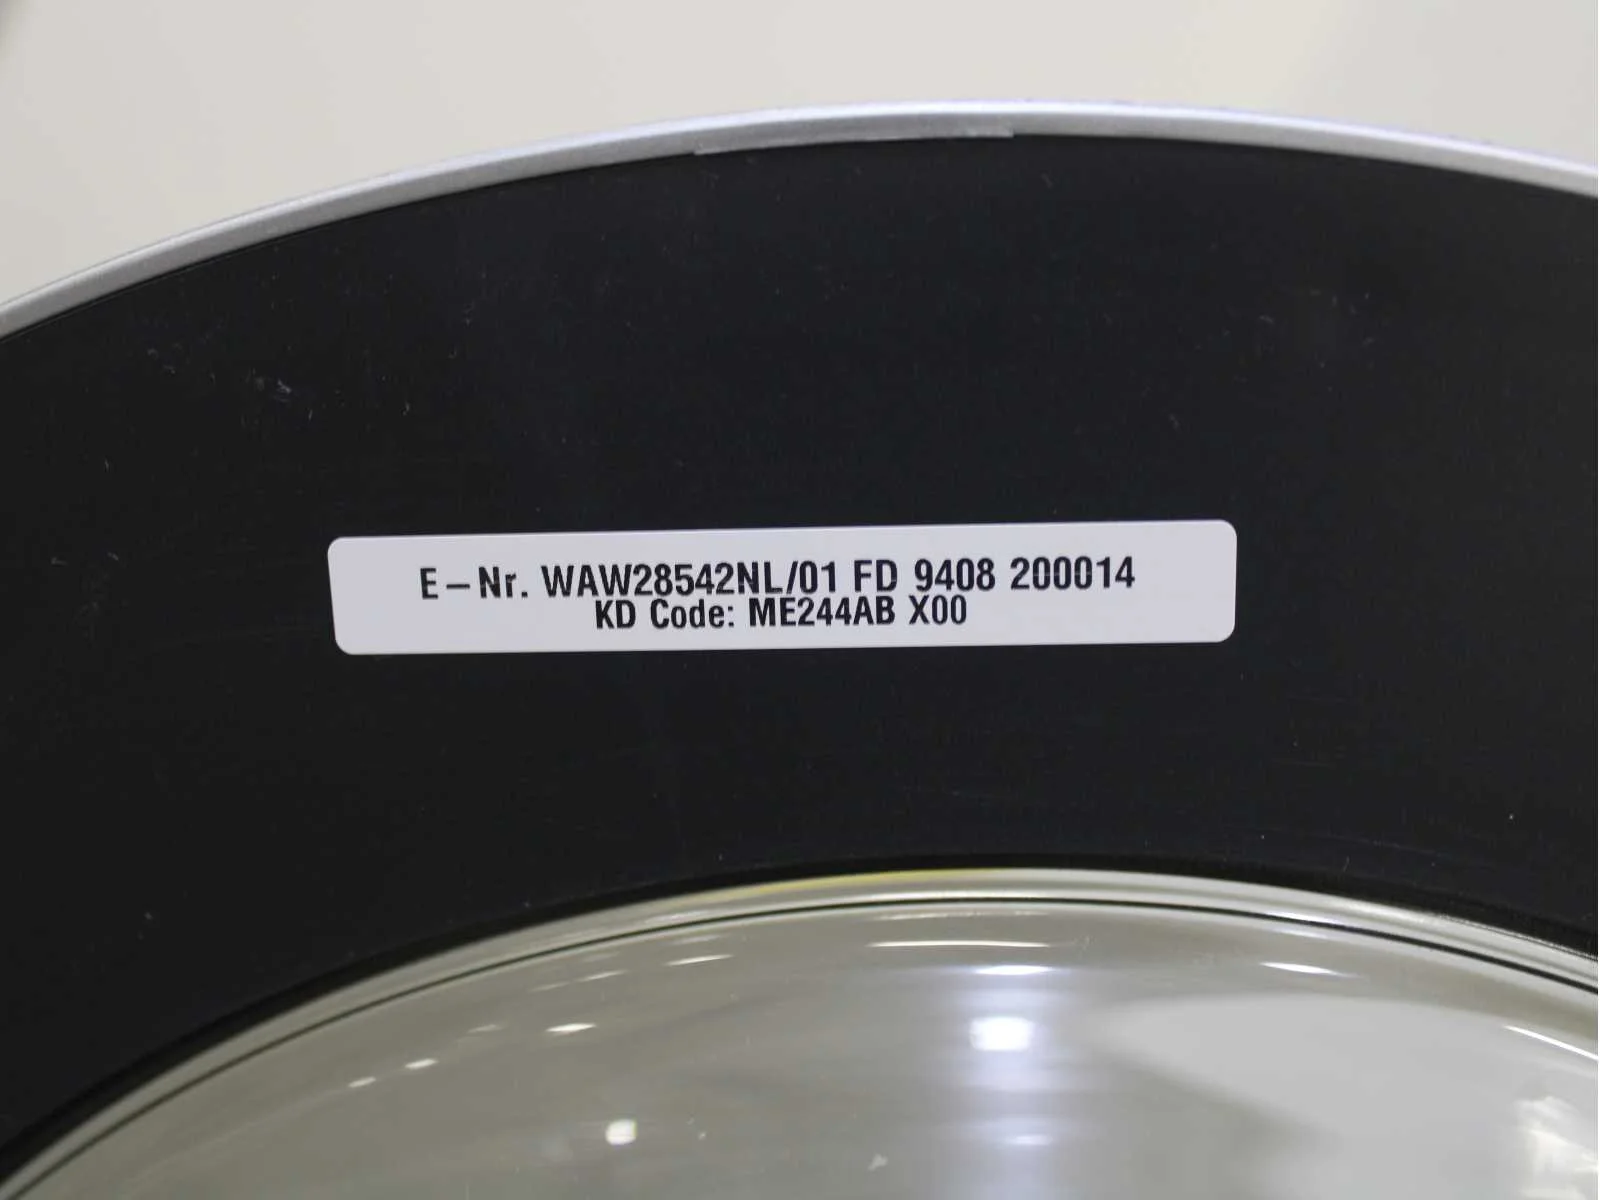 E-Nr. WAW28542NL/01 FD 9408 200014
KD Code: ME244AB X00